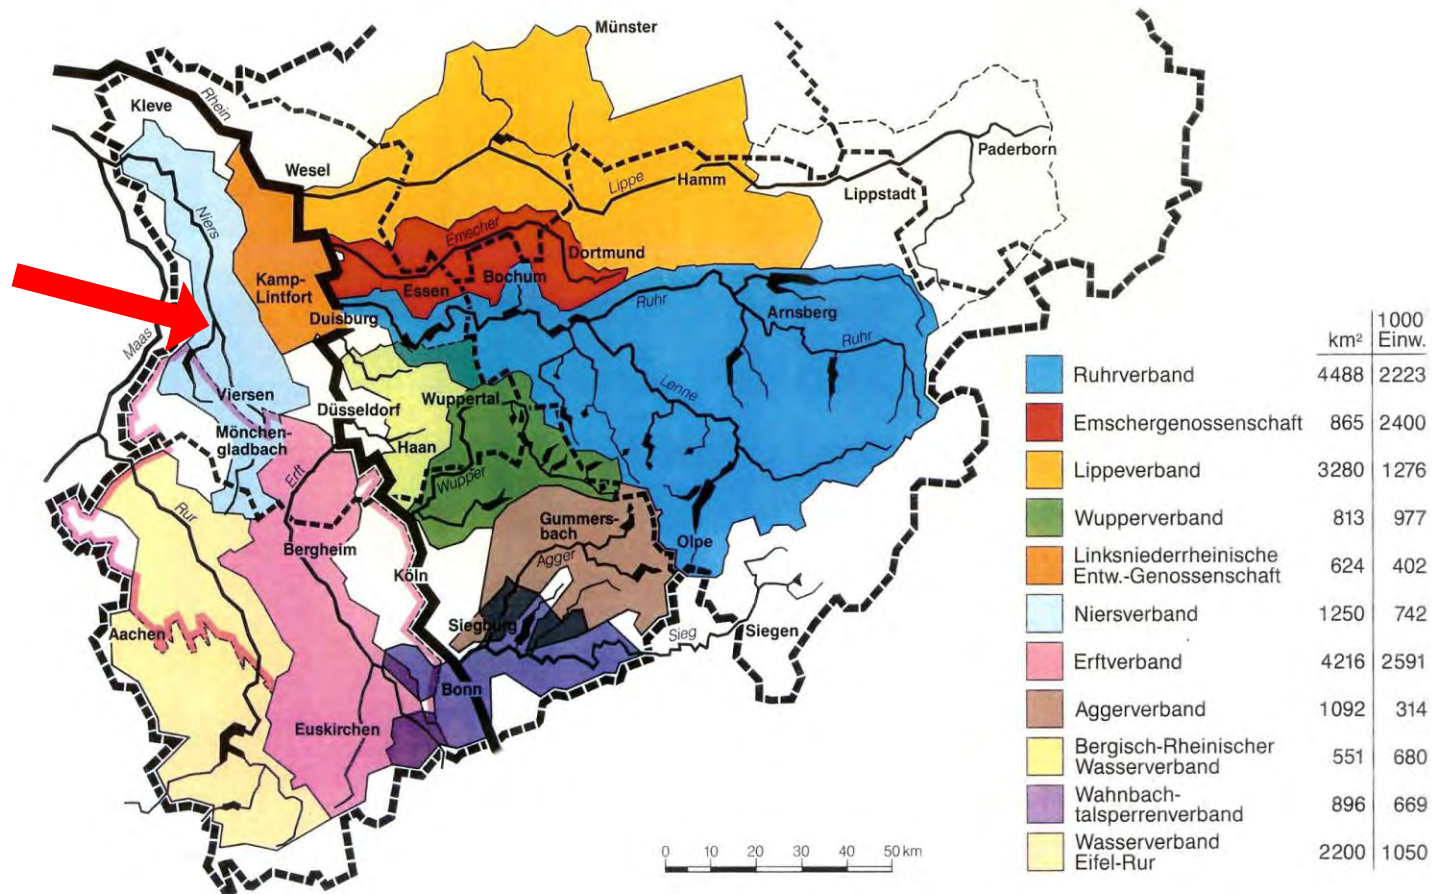 Münster
Kleve
Rhein
Wesel
Paderborn
Lippe
Hamm
Lippstadt
Niers
Emscher
Dortmund
Kamp-
Lintfort
Essen
Bochum
Duisburg
Ruhr
Arnsberg
Ruhr
Maas
Viersen
Düsseldorf
Wuppertal
Lenne
Mönchen-
gladbach
Haan
Erft
Wupper
Rur
Gummers-
bach
Olpe
Bergheim
Agger
Köln
Aachen
Siegburg
Sieg
Siegen
Bonn
Euskirchen
0 10 20 30 40 50 km
km² 1000 Einw.
Ruhrverband 4488 2223
Emschergenossenschaft 865 2400
Lippeverband 3280 1276
Wupperverband 813 977
Linksniederrheinische
Entw.-Genossenschaft 624 402
Niersverband 1250 742
Erftverband 4216 2591
Aggerverband 1092 314
Bergisch-Rheinischer
Wasserverband 551 680
Wahnbach-
talsperrenverband 896 669
Wasserverband
Eifel-Rur 2200 1050